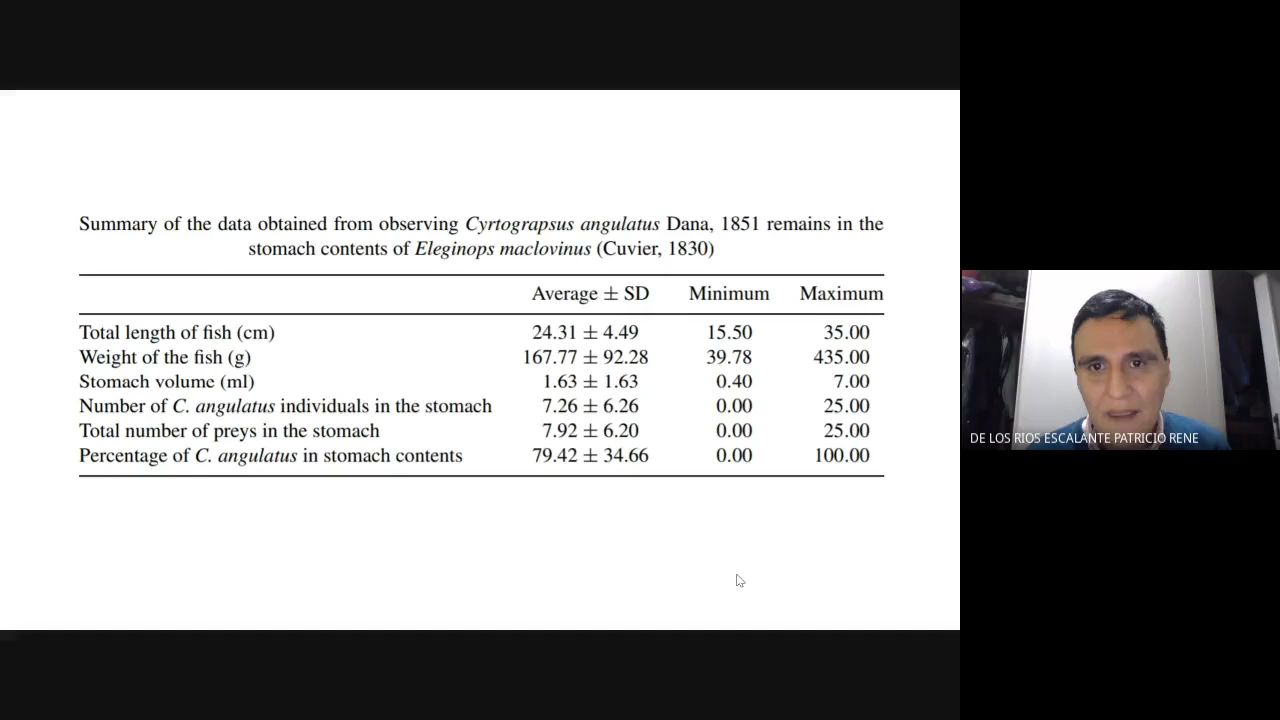 Summary of the data obtained from observing Cyrtograpsus angulatus Dana, 1851 remains in the
stomach contents of Eleginops maclovinus (Cuvier, 1830)
Average ± SD Minimum Maximum
Total length of fish (cm) 24.31 ± 4.49 15.50 35.00
Weight of the fish (g) 167.77 ± 92.28 39.78 435.00
Stomach volume (ml) 1.63 ± 1.63 0.40 7.00
Number of C. angulatus individuals in the stomach 7.26 ± 6.26 0.00 25.00
Total number of preys in the stomach 7.92 ± 6.20 0.00 25.00
Percentage of C. angulatus in stomach contents 79.42 ± 34.66 0.00 100.00
DE LOS RIOS ESCALANTE PATRICIO RENE